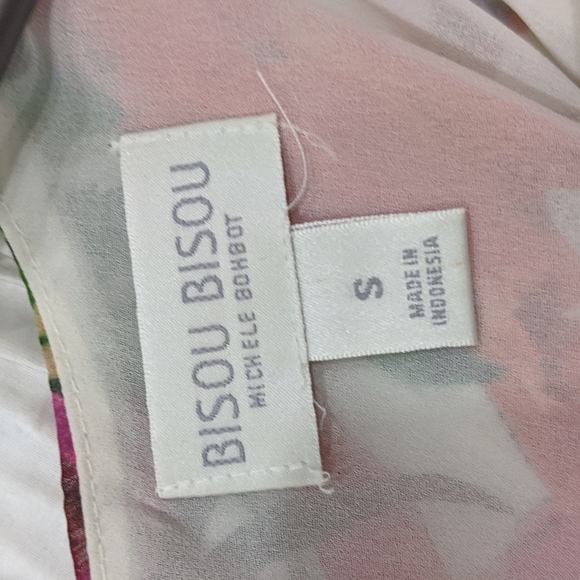 BISOU BISOU
MICHELE BOHBOT
S
MADE IN
INDONESIA